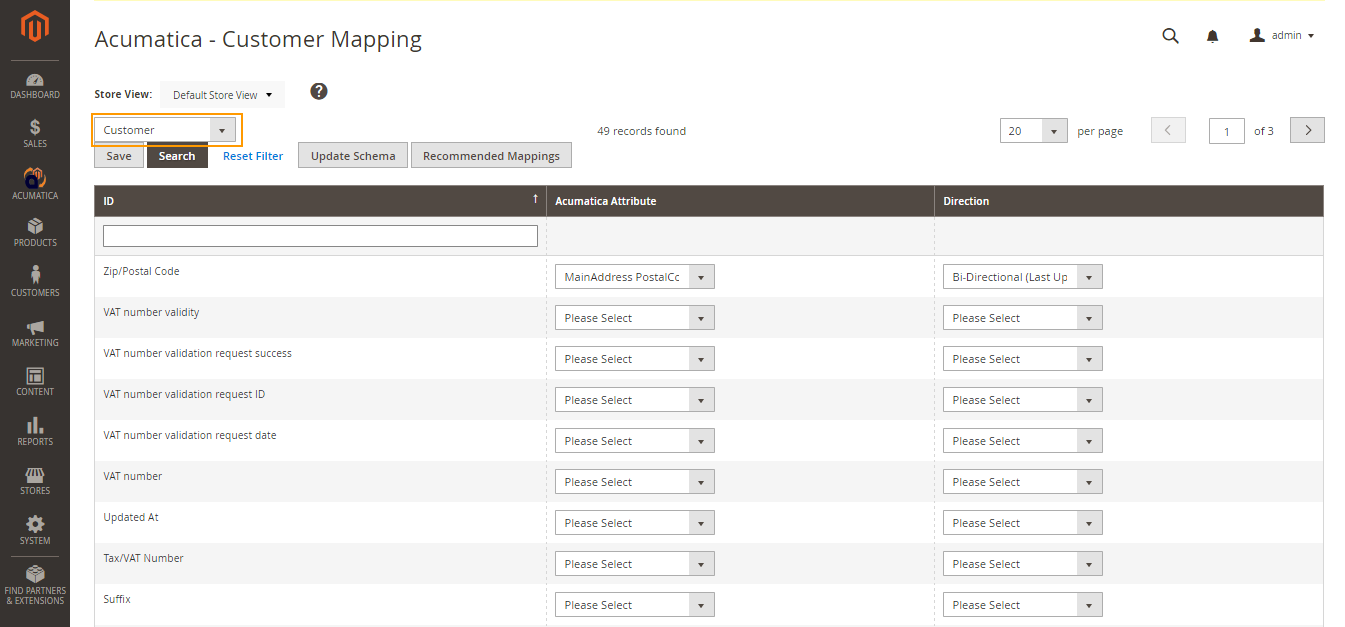 Acumatica - Customer Mapping
admin
DASHBOARD
SALES
ACUMATICA
PRODUCTS
CUSTOMERS
MARKETING
CONTENT
REPORTS
STORES
SYSTEM
FIND PARTNERS
& EXTENSIONS
Store View: Default Store View ?
Customer 49 records found 20 per page 1 of 3
Save Search Reset Filter Update Schema Recommended Mappings
ID ↑ Acumatica Attribute Direction
Zip/Postal Code MainAddress PostalCc Bi-Directional (Last Up
VAT number validity Please Select Please Select
VAT number validation request success Please Select Please Select
VAT number validation request ID Please Select Please Select
VAT number validation request date Please Select Please Select
VAT number Please Select Please Select
Updated At Please Select Please Select
Tax/VAT Number Please Select Please Select
Suffix Please Select Please Select